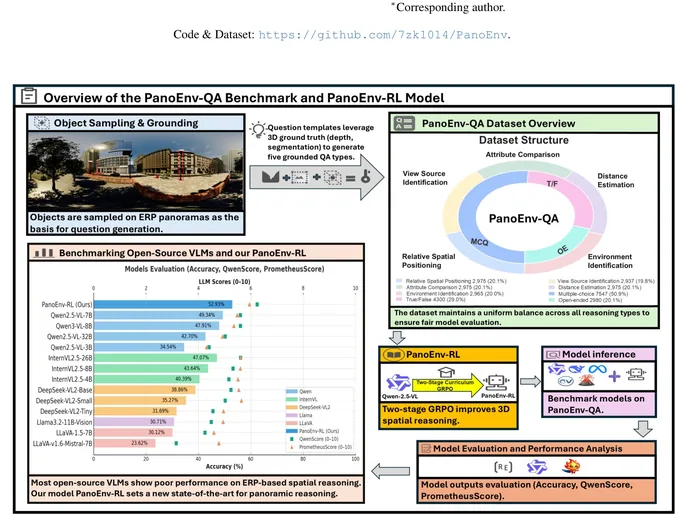 *Corresponding author.
Code & Dataset: https://github.com/7zk1014/PanoEnv.
Overview of the PanoEnv-QA Benchmark and PanoEnv-RL Model
Object Sampling & Grounding
Objects are sampled on ERP panoramas as the
basis for question generation.
Question templates leverage
3D ground truth (depth,
segmentation) to generate
five grounded QA types.
Q
A
PanoEnv-QA Dataset Overview
Dataset Structure
Attribute Comparison
View Source
Identification
Distance
Estimation
T/F
PanoEnv-QA
MCQ
OE
Relative Spatial
Positioning
Environment
Identification
Relative Spatial Positioning 2,975 (20.1%)
Attribute Comparison 2,975 (20.1%)
Environment Identification 2,965 (20.0%)
True/False 4300 (29.0%)
View Source Identification 2,937 (19.8%)
Distance Estimation 2,975 (20.1%)
Multiple-choice 7547 (50.9%)
Open-ended 2980 (20.1%)
The dataset maintains a uniform balance across all reasoning types to
ensure fair model evaluation.
Benchmarking Open-Source VLMs and our PanoEnv-RL
Models Evaluation (Accuracy, QwenScore, PrometheusScore)
LLM Scores (0-10)
0 2 4 6 8 10
PanoEnv-RL (Ours) 52.93%
Qwen2.5-VL-7B 49.34%
Qwen3-VL-8B 47.91%
Qwen2.5-VL-32B 42.70%
Qwen2.5-VL-3B 34.54%
InternVL2.5-26B 47.07%
InternVL2.5-8B 43.64%
InternVL2.5-4B 40.39%
DeepSeek-VL2-Base 38.86%
DeepSeek-VL2-Small 35.27%
DeepSeek-VL2-Tiny 31.69%
Llama3.2-11B-Vision 30.71%
LLaVA-1.5-7B 30.12%
LLaVA-v1.6-Mistral-7B 23.62%
Qwen
InternVL
DeepSeek-VL2
Llama
LLaVA
PanoEnv-RL (Ours)
QwenScore (0-10)
PrometheusScore (0-10)
0 20 40 60 80 100
Accuracy (%)
Most open-source VLMs show poor performance on ERP-based spatial reasoning.
Our model PanoEnv-RL sets a new state-of-the-art for panoramic reasoning.
PanoEnv-RL
Two-Stage Curriculum
GRPO
Qwen-2.5-VL
PanoEnv-RL
Two-stage GRPO improves 3D
spatial reasoning.
Model inference
Benchmark models on
PanoEnv-QA.
Model Evaluation and Performance Analysis
(RE)
Model outputs evaluation (Accuracy, QwenScore,
PrometheusScore).